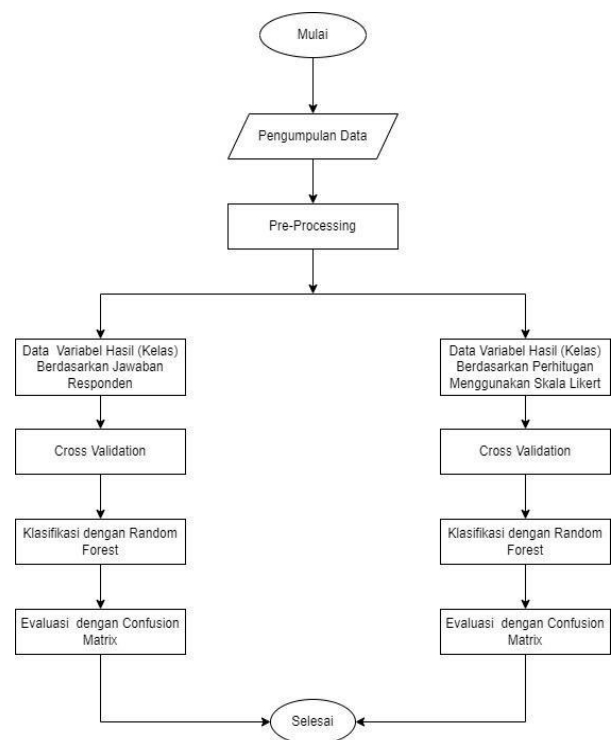 Mulai
Pengumpulan Data
Pre-Processing
Data Variabel Hasil (Kelas)
Berdasarkan Jawaban
Responden
Data Variabel Hasil (Kelas)
Berdasarkan Perhitugan
Menggunakan Skala Likert
Cross Validation
Cross Validation
Klasifikasi dengan Random
Forest
Klasifikasi dengan Random
Forest
Evaluasi dengan Confusion
Matrix
Evaluasi dengan Confusion
Matrix
Selesai